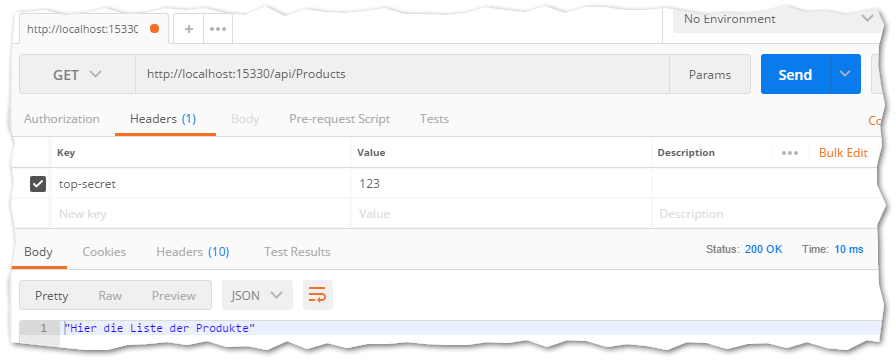 http://localhost:15330
No Environment
GET http://localhost:15330/api/Products Params Send
Authorization Headers (1) Body Pre-request Script Tests
Key Value Description Bulk Edit
top-secret 123
New key Value Description
Body Cookies Headers (10) Test Results Status: 200 OK Time: 10 ms
Pretty Raw Preview JSON
1 "Hier die Liste der Produkte"